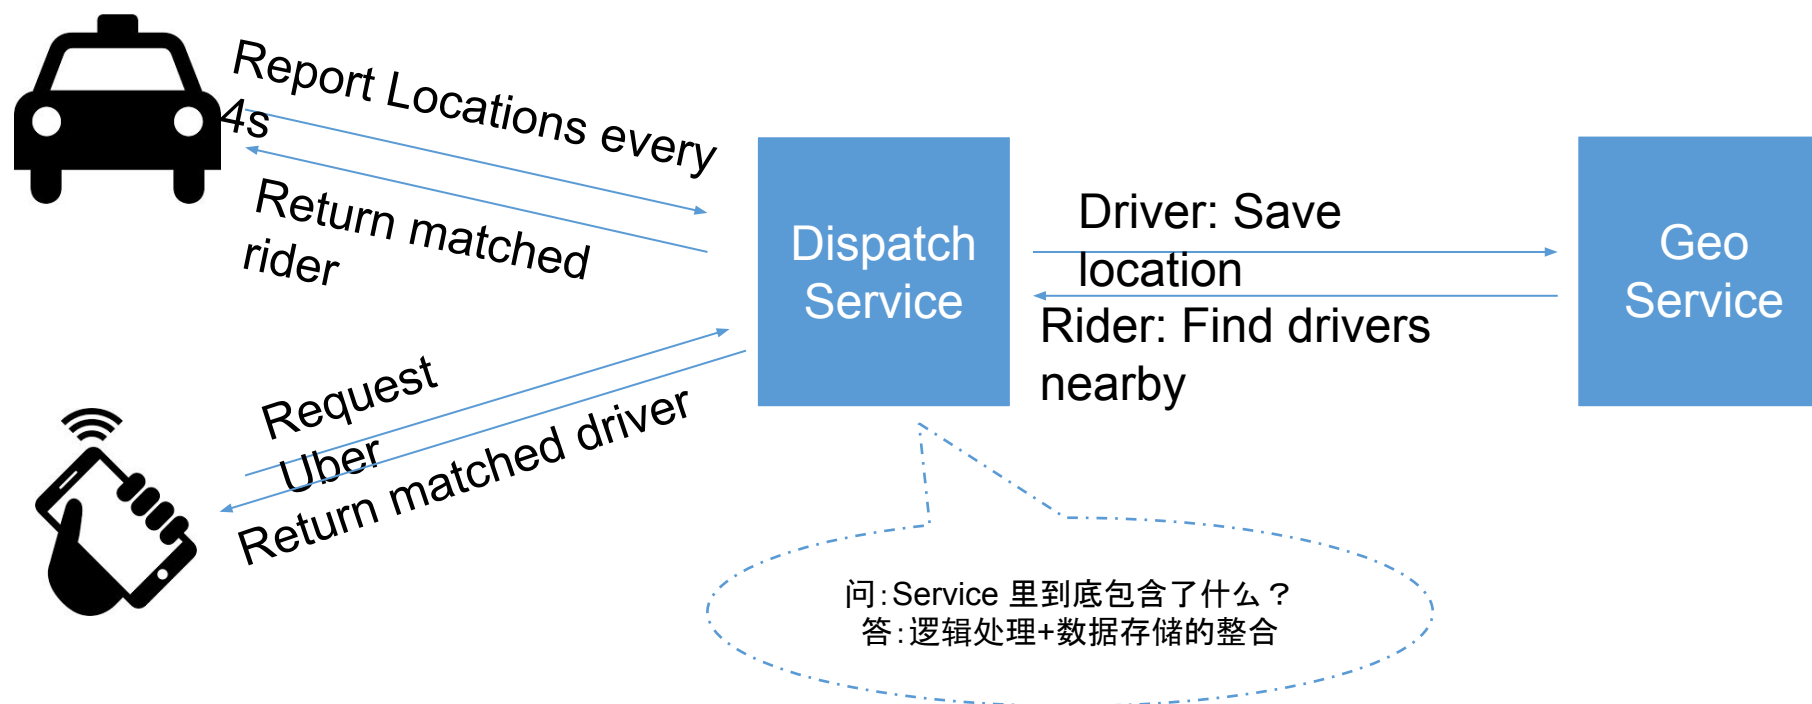 Report Locations every
4s
Return matched
rider
Request
Uber
Return matched driver
Dispatch
Service
Driver: Save
location
Rider: Find drivers
nearby
Geo
Service
问：Service 里到底包含了什么？
答：逻辑处理+数据存储的整合